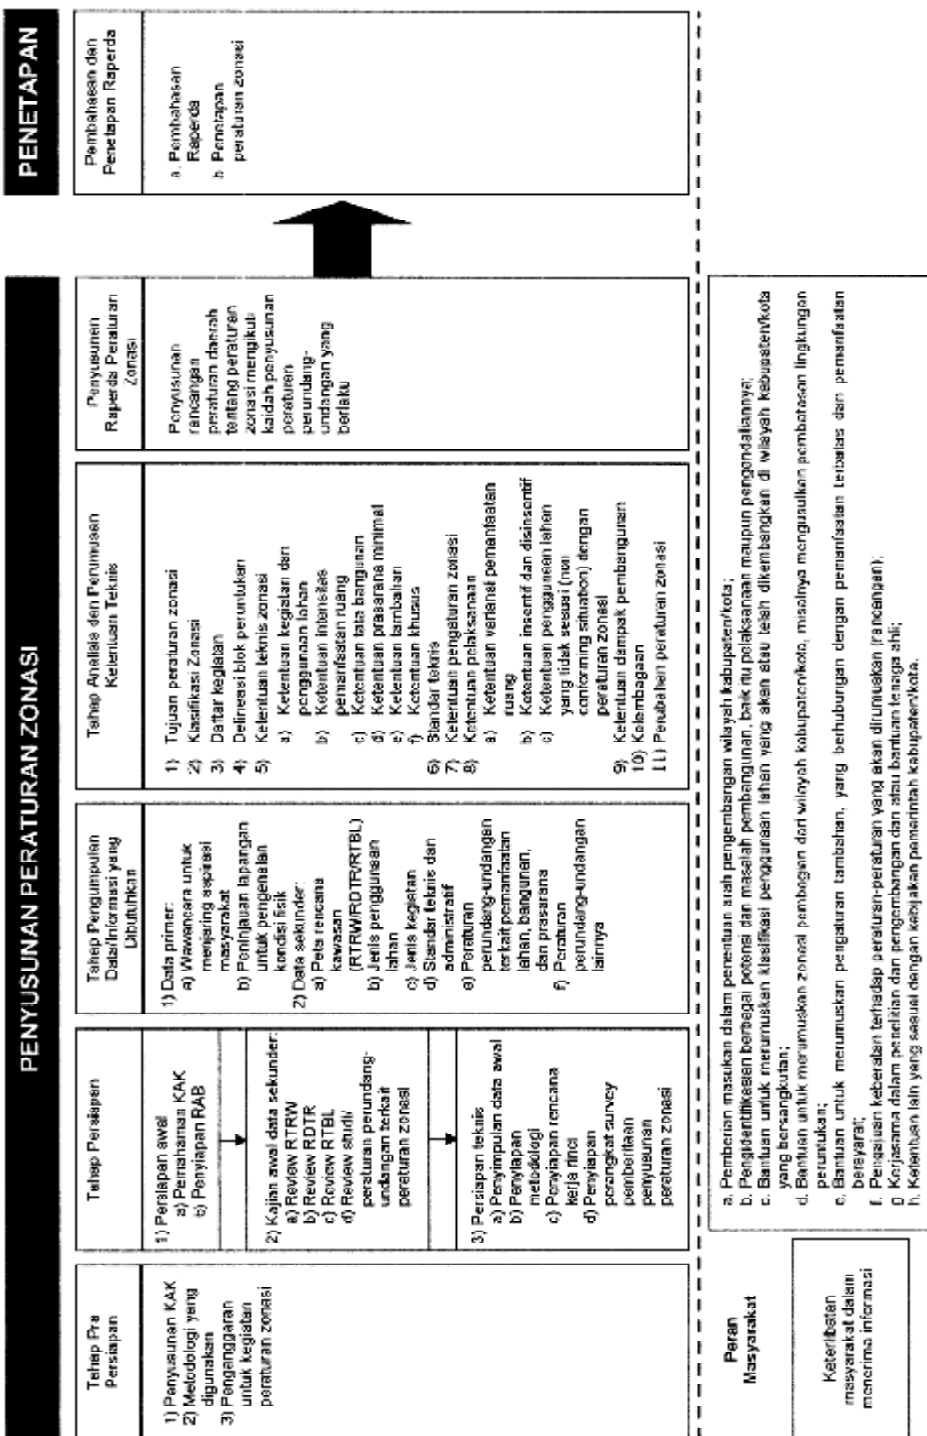 PENYUSUNAN PERATURAN ZONASI
PENETAPAN
Tahap Pra
Persiapan
1) Penyusunan KAK
2) Metodologi yang
digunakan
3) Penganggaran
untuk kegiatan
peraturan zonasi
Tahap Persiapan
1) Persiapan awal
a) Pemahaman KAK
b) Penyiapan RAB
2) Kajian awal data sekunder:
a) Review RTRW
b) Review RDTR
c) Review RTBL
d) Review studi/
peraturan perundang-
undangan terkait
peraturan zonasi
3) Persiapan teknis
a) Penyimpulan data awal
b) Penyiapan
metodologi
c) Penyiapan rencana
kerja rinci
d) Penyiapan
perangkat survey
pemberitaan
penyusunan
peraturan zonasi
Tahap Pengumpulan
Data/Informasi yang
Dibutuhkan
1) Data primer:
a) Wawancara untuk
menjaring aspirasi
masyarakat
b) Peninjauan lapangan
untuk pengenalan
kondisi fisik
2) Data sekunder:
a) Peta rencana
kawasan
(RTRW/RDTR/RTBL)
b) Jenis penggunaan
lahan
c) Jenis kegiatan
d) Standar teknis dan
administratif
e) Peraturan
perundang-undangan
terkait pemanfaatan
lahan, bangunan,
dan prasarana
f) Peraturan
perundang-undangan
lainnya
Tahap Analisis dan Perumusan
Ketentuan Teknis
1) Tujuan peraturan zonasi
2) Klasifikasi Zonasi
3) Daftar kegiatan
4) Delineasi blok peruntukan
5) Ketentuan teknis zonasi
a) Ketentuan kegiatan dan
penggunaan lahan
b) Ketentuan intensitas
pemanfaatan ruang
c) Ketentuan tata bangunan
d) Ketentuan prasarana minimal
e) Ketentuan tambahan
f) Ketentuan khusus
6) Standar teknis
7) Ketentuan pengaturan zonasi
8) Ketentuan pelaksanaan
a) Ketentuan variansi pemanfaatan
ruang
b) Ketentuan insentif dan disinsentif
c) Ketentuan penggunaan lahan
yang tidak sesuai (non
conforming situation) dengan
peraturan zonasi
9) Ketentuan dampak pembangunan
10) Kelembagaan
11) Perubahan peraturan zonasi
Penyusunan
Raperda Peraturan
Zonasi
Penyusunan
rancangan
peraturan daerah
tentang peraturan
zonasi mengikuti
kaidah penyusunan
peraturan
perundang-
undangan yang
berlaku
Pembahasan dan
Penetapan Raperda
a. Pembahasan
Raperda
b. Penetapan
peraturan zonasi
Peran
Masyarakat
Keterlibatan
masyarakat dalam
menerima informasi
a. Pemberian masukan dalam penentuan arah pengembangan wilayah kabupaten/kota;
b. Pengidentifikasian berbagai potensi dan masalah pembangunan, baik itu pelaksanaan maupun pengendaliannya;
c. Bantuan untuk merumuskan klasifikasi penggunaan lahan yang akan atau telah dikembangkan di wilayah kabupaten/kota
yang bersangkutan;
d. Bantuan untuk merumuskan zonasi pembagian dari wilayah kabupaten/kota, misalnya mengusulkan pembatasan lingkungan
peruntukan;
e. Bantuan untuk merumuskan pengaturan tambahan, yang berhubungan dengan pemanfaatan terbatas dan pemanfaatan
bersyarat;
f. Pengajuan keberatan terhadap peraturan-peraturan yang akan dirumuskan (rancangan);
g. Kerjasama dalam penelitian dan pengembangan dan atau bantuan tenaga ahli;
h. Ketentuan lain yang sesuai dengan kebijakan pemerintah kabupaten/kota.